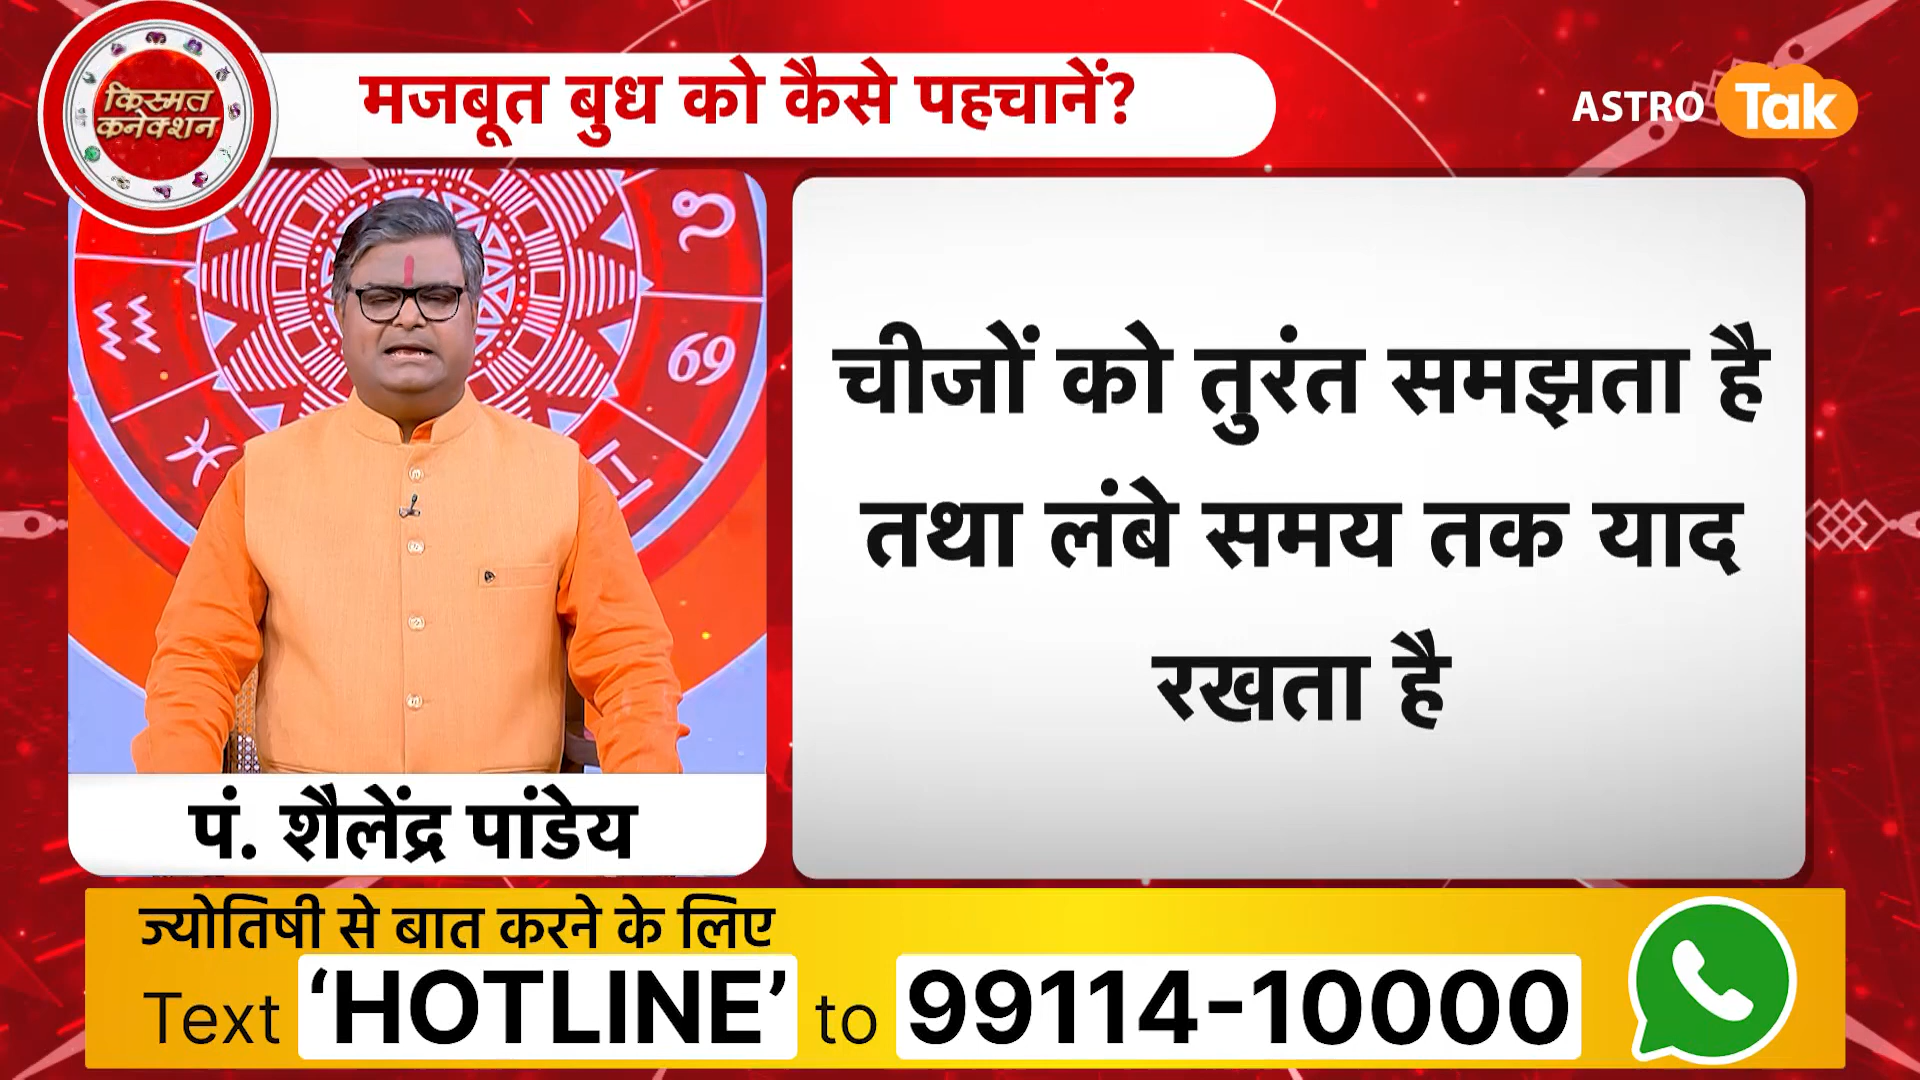 किस्मत
कनेक्शन
मजबूत बुध को कैसे पहचानें?
ASTRO Tak
चीजों को तुरंत समझता है
तथा लंबे समय तक याद
रखता है
पं. शैलेंद्र पांडेय
ज्योतिषी से बात करने के लिए
Text ‘HOTLINE’ to 99114-10000